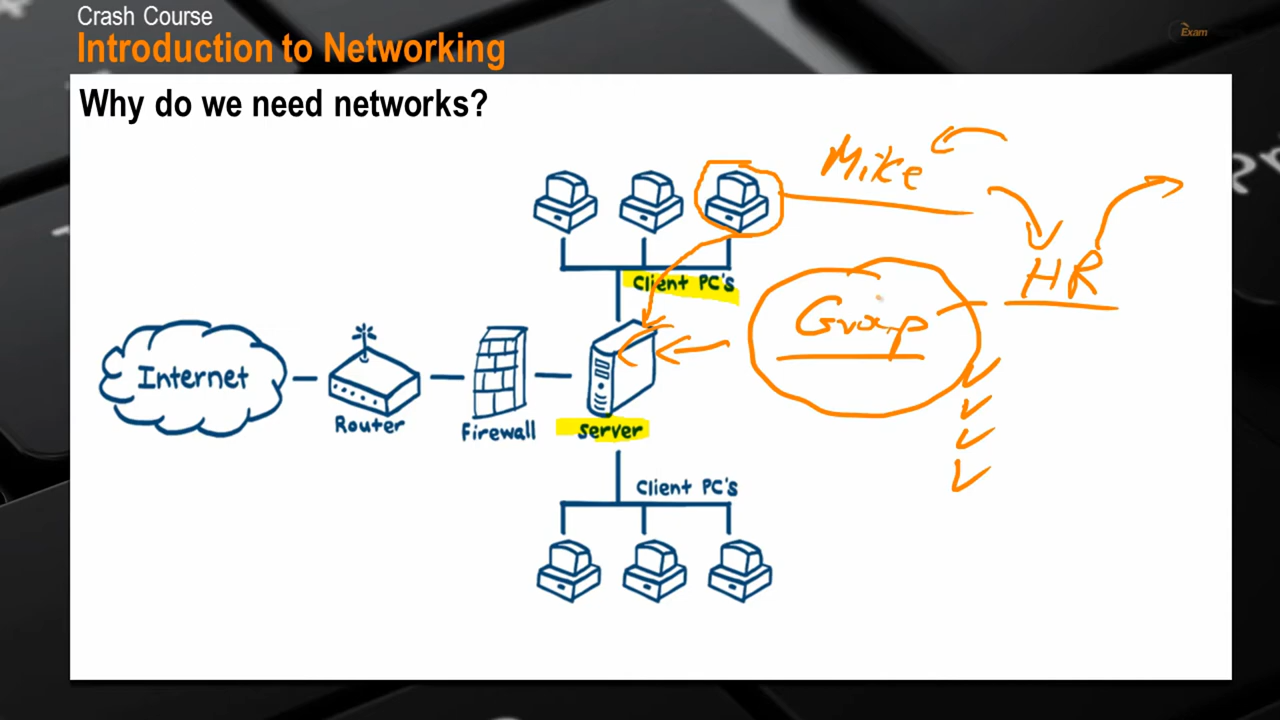 Crash Course
Introduction to Networking
Exam
Why do we need networks?
Mike
HR
Client PC's
Group
Internet
Router
Firewall
Server
Client PC's